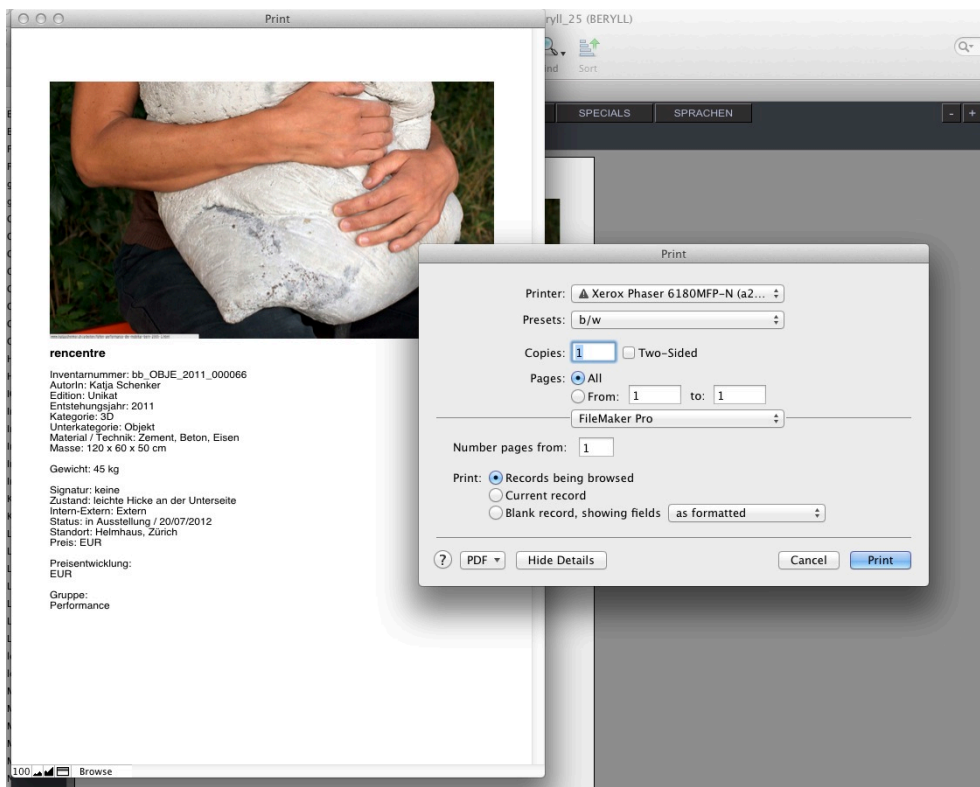 Print
ryll_25 (BERYLL)
nd
Sort
SPECIALS
SPRACHEN
-
+
rencentre
Inventarnummer: bb_OBJE_2011_000066
AutorIn: Katja Schenker
Edition: Unikat
Entstehungsjahr: 2011
Kategorie: 3D
Unterkategorie: Objekt
Material / Technik: Zement, Beton, Eisen
Masse: 120 x 60 x 50 cm
Gewicht: 45 kg
Signatur: keine
Zustand: leichte Hicke an der Unterseite
Intern-Extern: Extern
Status: in Ausstellung / 20/07/2012
Standort: Helmhaus, Zürich
Preis: EUR
Preisentwicklung:
EUR
Gruppe:
Performance
100
Browse
Print
Printer: Xerox Phaser 6180MFP-N (a2...
Presets: b/w
Copies: 1 Two-Sided
Pages: All
From: 1 to: 1
FileMaker Pro
Number pages from: 1
Print: Records being browsed
Current record
Blank record, showing fields as formatted
? PDF Hide Details Cancel Print